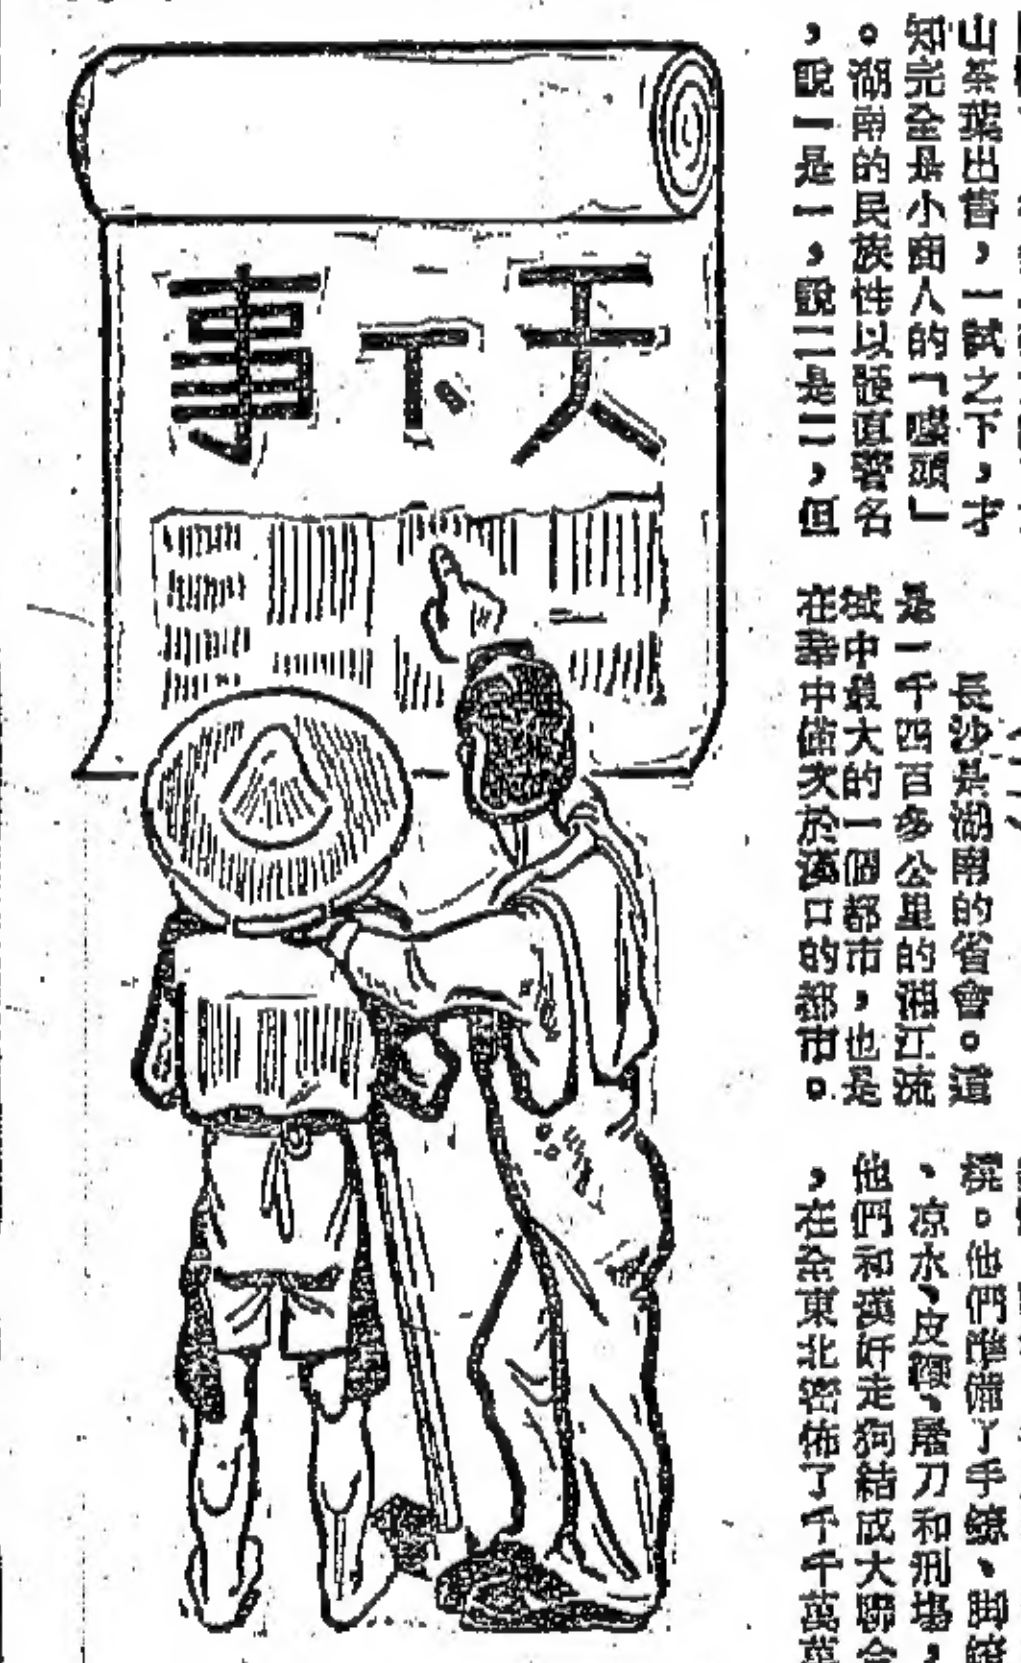 天下事
山茶葉出售，一試之下，才
知完全是小商人的「噱頭」
。湖南的民族性以硬直著名
，說一是一，說二是二，但
長沙是湖南的省會。這
是一千四百多公里的湘江流
域中最大的一個都市，也是
在華中僅次於漢口的都市。
。他們準備了手鐐、脚鐐
、凉水、皮鞭、屠刀和刑場，
他們和漢奸走狗結成大聯合
，在全東北密佈了千千萬萬